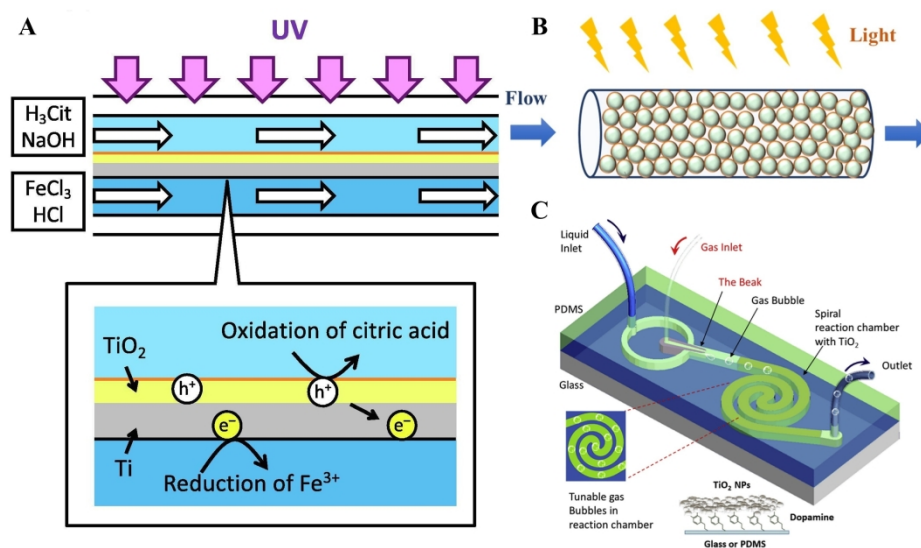 A
UV
H₃Cit
NaOH
FeCl₃
HCl
TiO₂
Ti
Oxidation of citric acid
h⁺
h⁺
e⁻
e⁻
Reduction of Fe³⁺
B
Light
Flow
C
Liquid
Inlet
Gas Inlet
The Beak
Gas Bubble
PDMS
Spiral
reaction chamber
with TiO₂
Outlet
Glass
Tunable gas
Bubbles in
reaction chamber
TiO₂ NPs
Dopamine
Glass or PDMS